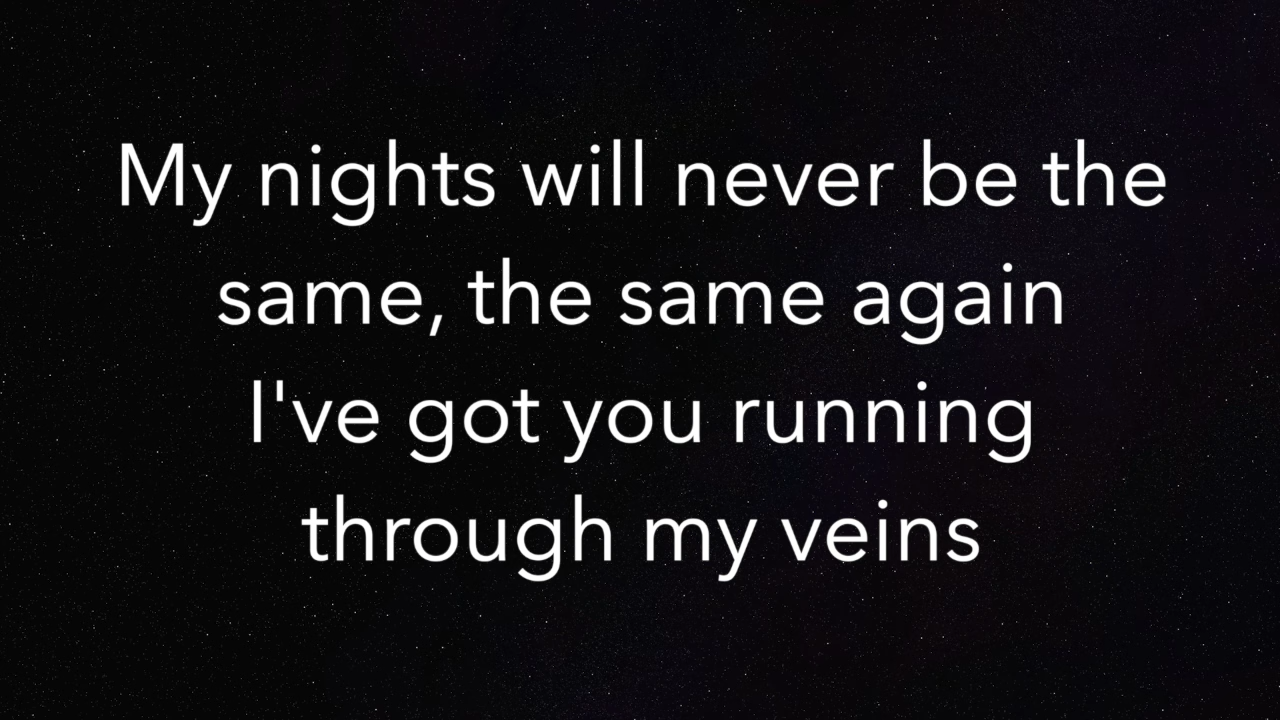 My nights will never be the
same, the same again
I've got you running
through my veins